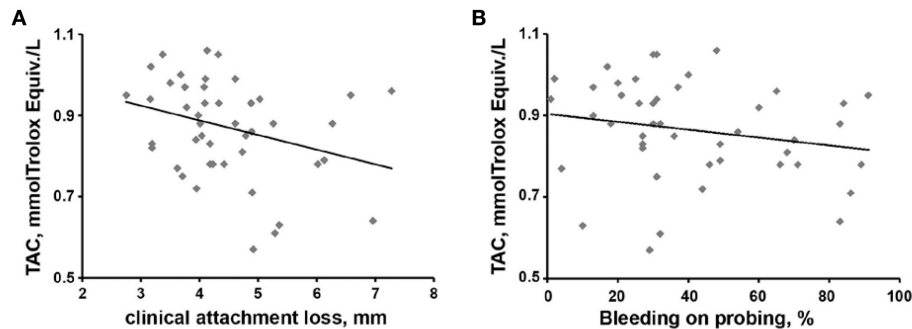 A
TAC, mmolTrolox Equiv./L
1.1
0.9
0.7
0.5
2 3 4 5 6 7 8
clinical attachment loss, mm
B
TAC, mmolTrolox Equiv./L
1.1
0.9
0.7
0.5
0 20 40 60 80 100
Bleeding on probing, %